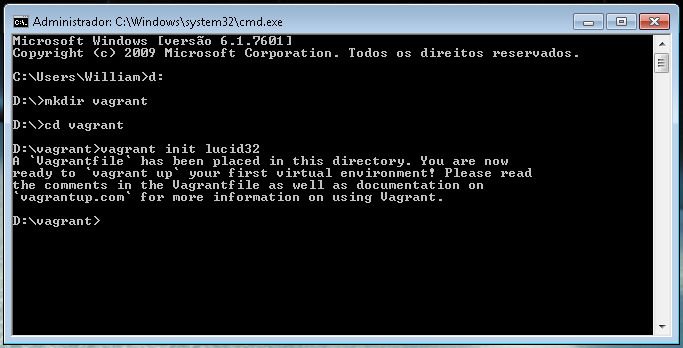 Administrador: C:\Windows\system32\cmd.exe
Microsoft Windows [versão 6.1.7601]
Copyright (c) 2009 Microsoft Corporation. Todos os direitos reservados.
C:\Users\William>d:
D:\>mkdir vagrant
D:\>cd vagrant
D:\vagrant>vagrant init lucid32
A `Vagrantfile` has been placed in this directory. You are now
ready to `vagrant up` your first virtual environment! Please read
the comments in the Vagrantfile as well as documentation on
`vagrantup.com` for more information on using Vagrant.
D:\vagrant>